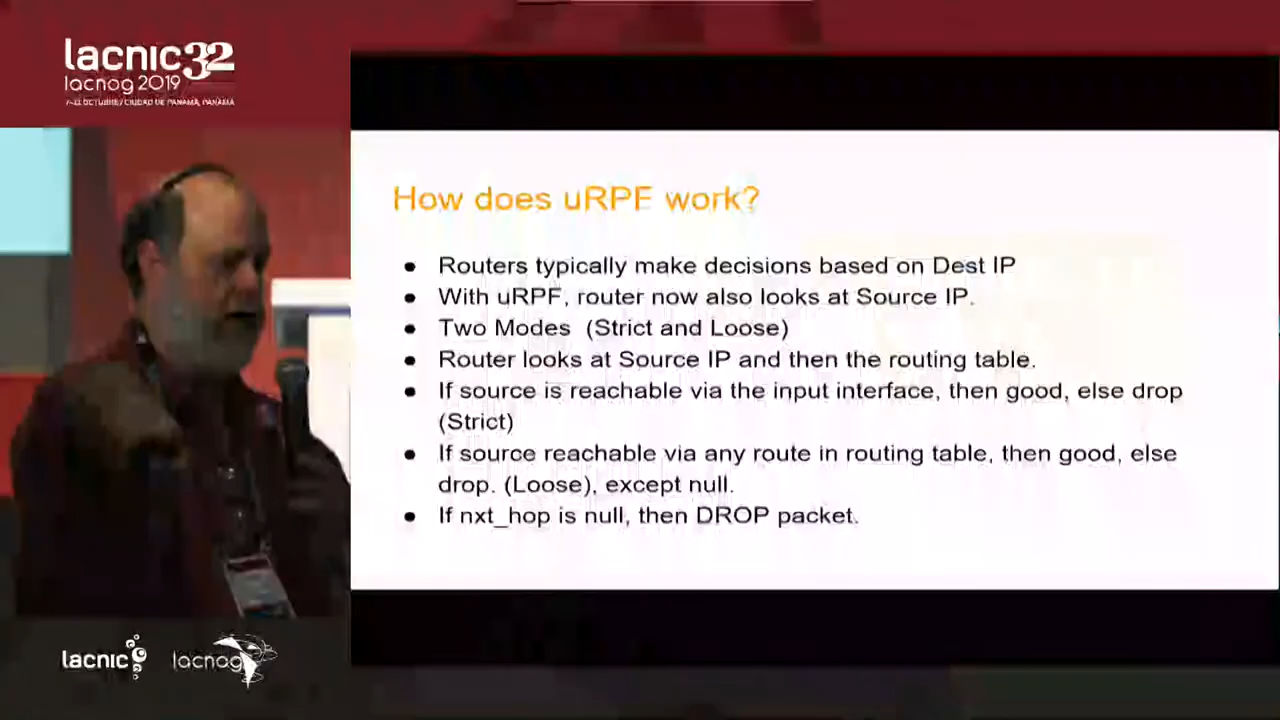 lacnic32
lacnog 2019
7-11 OCTUBRE / CIUDAD DE PANAMÁ, PANAMÁ
How does uRPF work?
● Routers typically make decisions based on Dest IP
● With uRPF, router now also looks at Source IP.
● Two Modes (Strict and Loose)
● Router looks at Source IP and then the routing table.
● If source is reachable via the input interface, then good, else drop
(Strict)
● If source reachable via any route in routing table, then good, else
drop. (Loose), except null.
● If nxt_hop is null, then DROP packet.
lacnic
lacnog